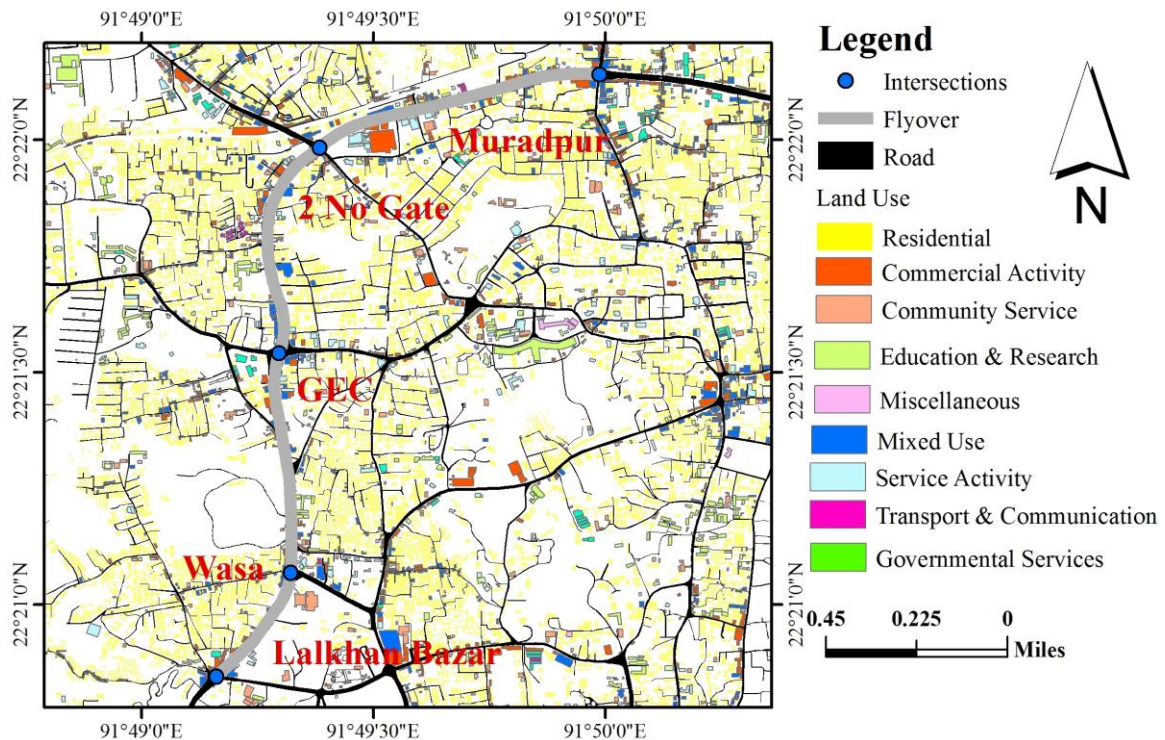 91°49'0"E 91°49'3"E 91°50'0"E
22°22'0"N
22°21'30"N
22°21'0"N
Muradpur
2 No Gate
GEC
Wasa
Lalkhan Bazar
22°22'0"N
22°21'30"N
22°21'0"N
91°49'0"E 91°49'3"E 91°50'0"E
Legend
Intersections
Flyover
Road
Land Use
Residential
Commercial Activity
Community Service
Education & Research
Miscellaneous
Mixed Use
Service Activity
Transport & Communication
Governmental Services
N
0.45 0.225 0
Miles